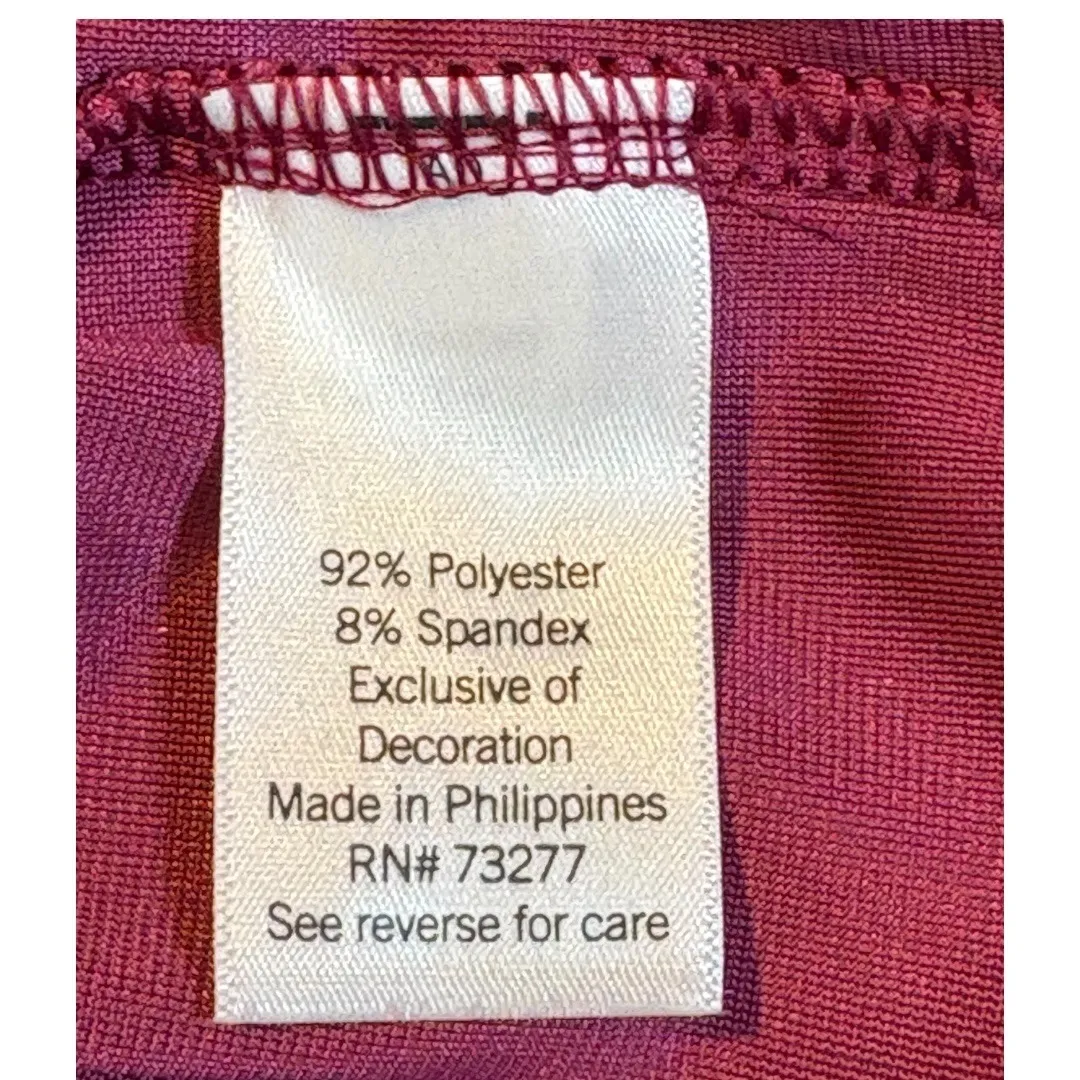 92% Polyester
8% Spandex
Exclusive of
Decoration
Made in Philippines
RN# 73277
See reverse for care